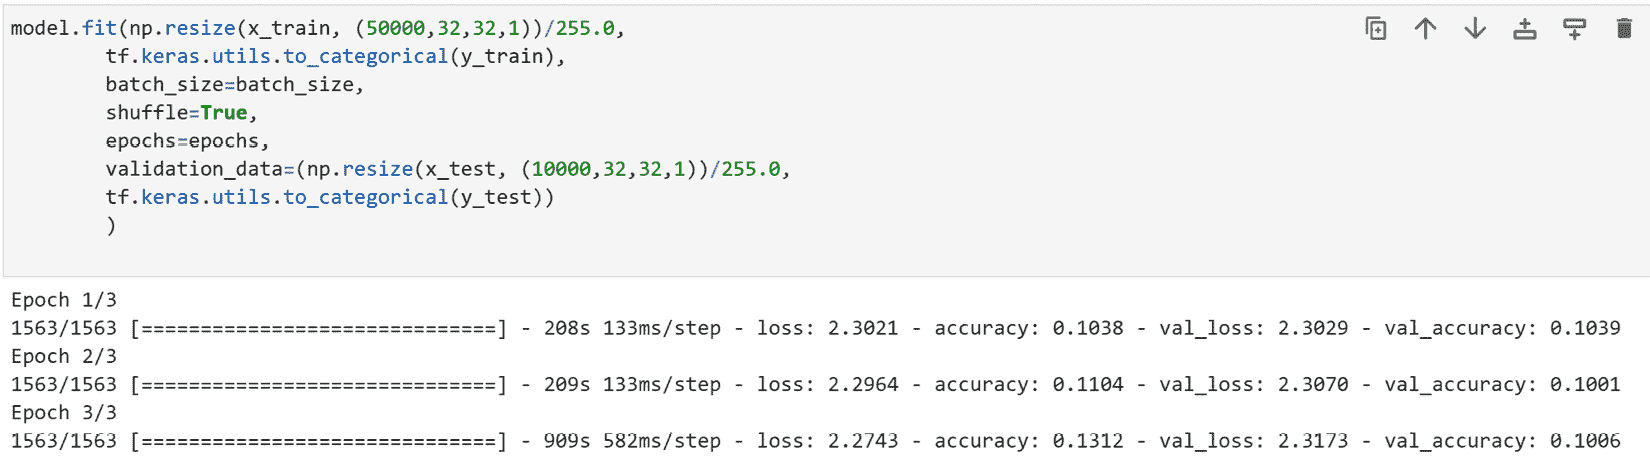 model.fit(np.resize(x_train, (50000,32,32,1))/255.0,
        tf.keras.utils.to_categorical(y_train),
        batch_size=batch_size,
        shuffle=True,
        epochs=epochs,
        validation_data=(np.resize(x_test, (10000,32,32,1))/255.0,
        tf.keras.utils.to_categorical(y_test))
        )
Epoch 1/3
1563/1563 [==============================] - 208s 133ms/step - loss: 2.3021 - accuracy: 0.1038 - val_loss: 2.3029 - val_accuracy: 0.1039
Epoch 2/3
1563/1563 [==============================] - 209s 133ms/step - loss: 2.2964 - accuracy: 0.1104 - val_loss: 2.3070 - val_accuracy: 0.1001
Epoch 3/3
1563/1563 [==============================] - 909s 582ms/step - loss: 2.2743 - accuracy: 0.1312 - val_loss: 2.3173 - val_accuracy: 0.1006